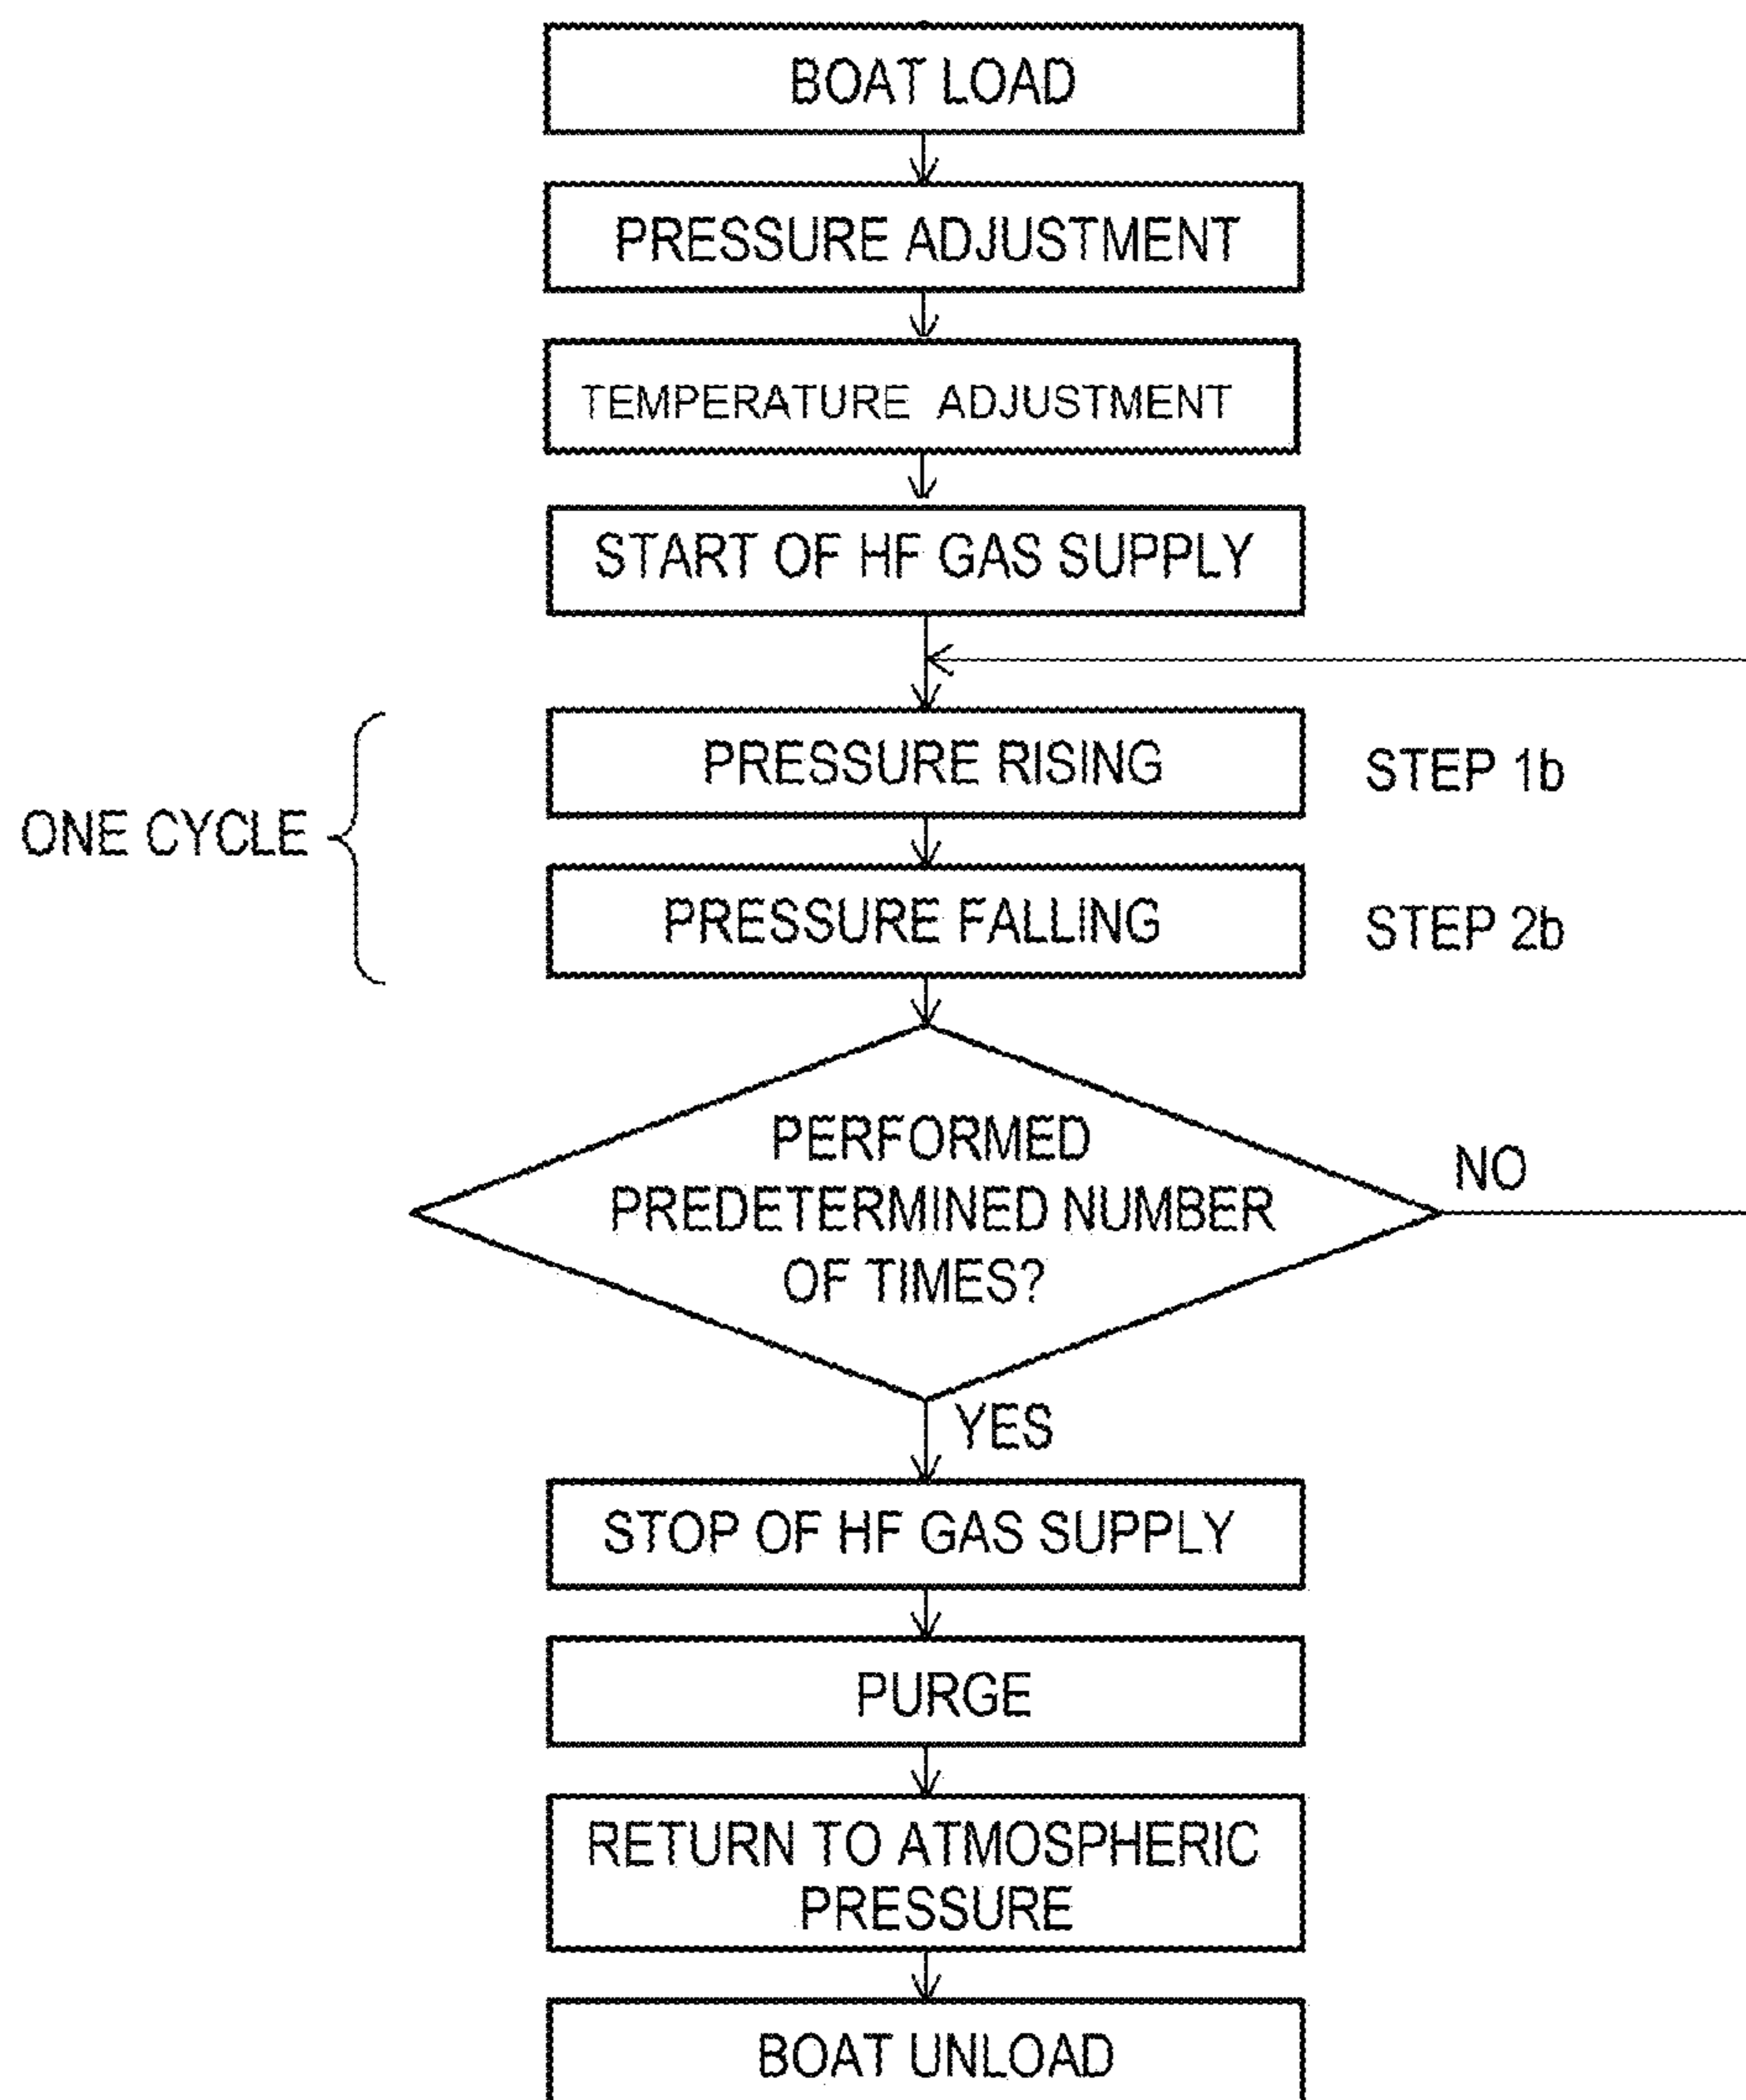 BOAT LOAD
PRESSURE ADJUSTMENT
TEMPERATURE ADJUSTMENT
START OF HF GAS SUPPLY
PRESSURE RISING
STEP 1b
ONE CYCLE
PRESSURE FALLING
STEP 2b
PERFORMED
PREDETERMINED NUMBER
OF TIMES?
NO
YES
STOP OF HF GAS SUPPLY
PURGE
RETURN TO ATMOSPHERIC
PRESSURE
BOAT UNLOAD